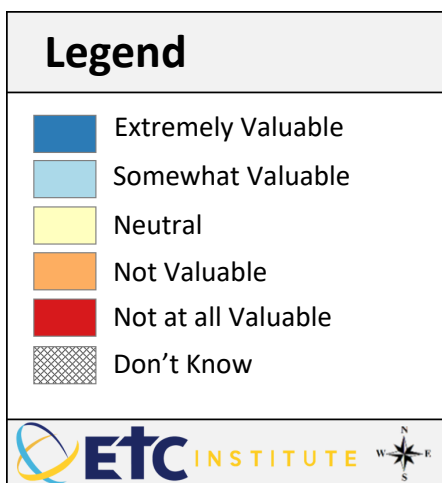 Legend
Extremely Valuable
Somewhat Valuable
Neutral
Not Valuable
Not at all Valuable
Don't Know
ETC INSTITUTE
N
W E
S